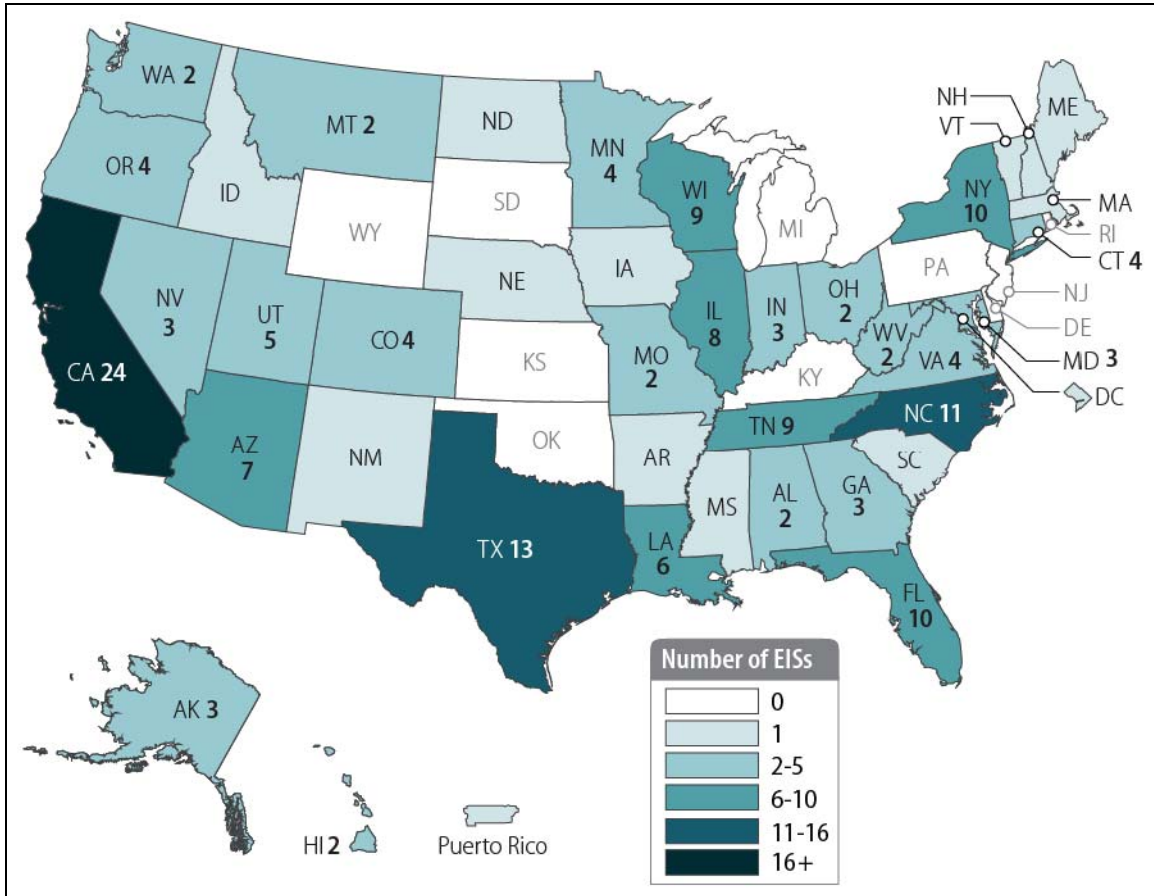 WA 2
MT 2
ND
MN
4
OR 4
ID
WY
SD
WI
9
MI
NH
VT
ME
NY
10
MA
RI
CT 4
NJ
DE
MD 3
DC
PA
NV
3
UT
5
CO 4
NE
IA
IL
8
IN
3
OH
2
WV
2
VA 4
CA 24
KS
MO
2
KY
AZ
7
NM
OK
AR
TN 9
NC 11
SC
TX 13
LA
6
MS
AL
2
GA
3
FL
10
AK 3
HI 2
Puerto Rico
Number of EISs
0
1
2-5
6-10
11-16
16+